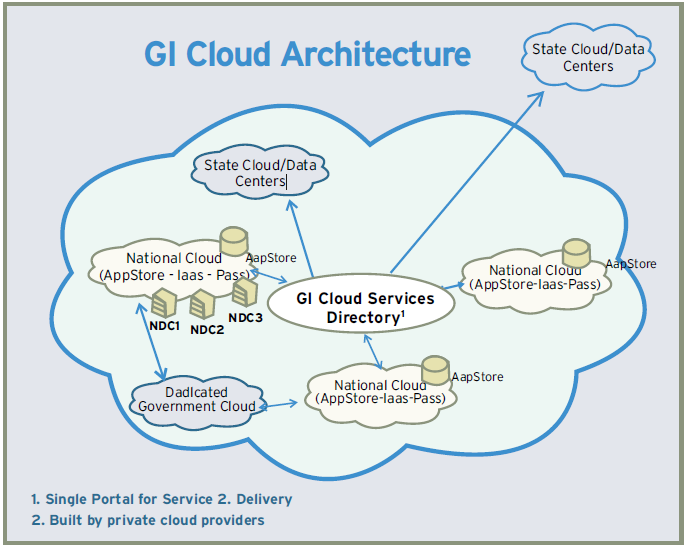 GI Cloud Architecture
State Cloud/Data
Centers
State Cloud/Data
Centers
National Cloud
(AppStore - Iaas - Pass)
AapStore
NDC1
NDC2
NDC3
GI Cloud Services
Directory¹
National Cloud
(AppStore-Iaas-Pass)
AapStore
National Cloud
(AppStore-Iaas-Pass)
AapStore
DadIcated
Government Cloud
1. Single Portal for Service 2. Delivery
2. Built by private cloud providers